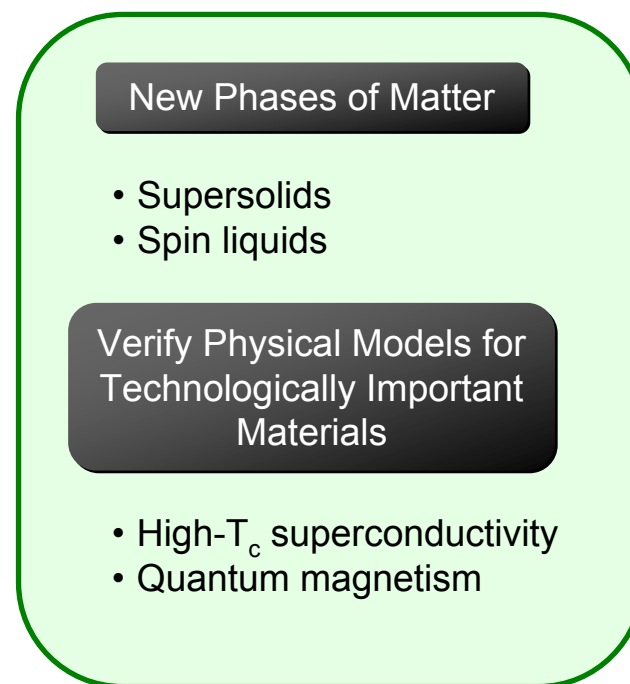 New Phases of Matter
• Supersolids
• Spin liquids
Verify Physical Models for
Technologically Important
Materials
• High-Tc superconductivity
• Quantum magnetism